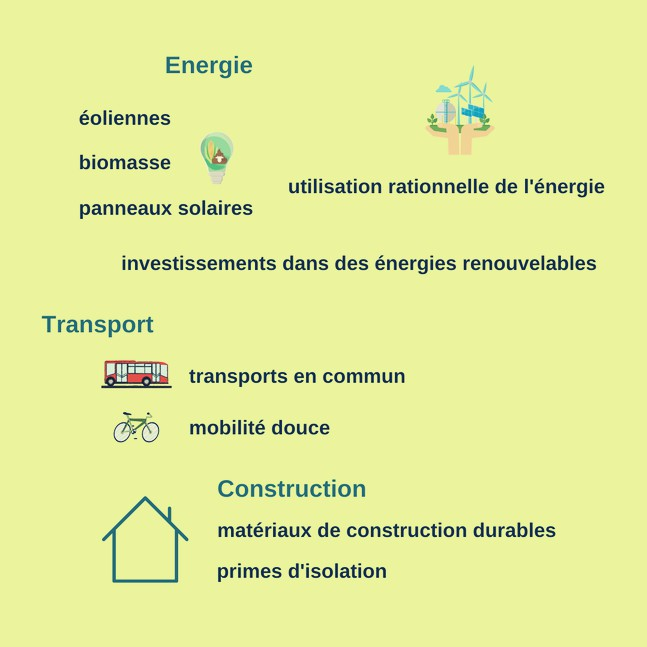 Energie
éoliennes
biomasse
panneaux solaires
utilisation rationnelle de l'énergie
investissements dans des énergies renouvelables
Transport
transports en commun
mobilité douce
Construction
matériaux de construction durables
primes d'isolation